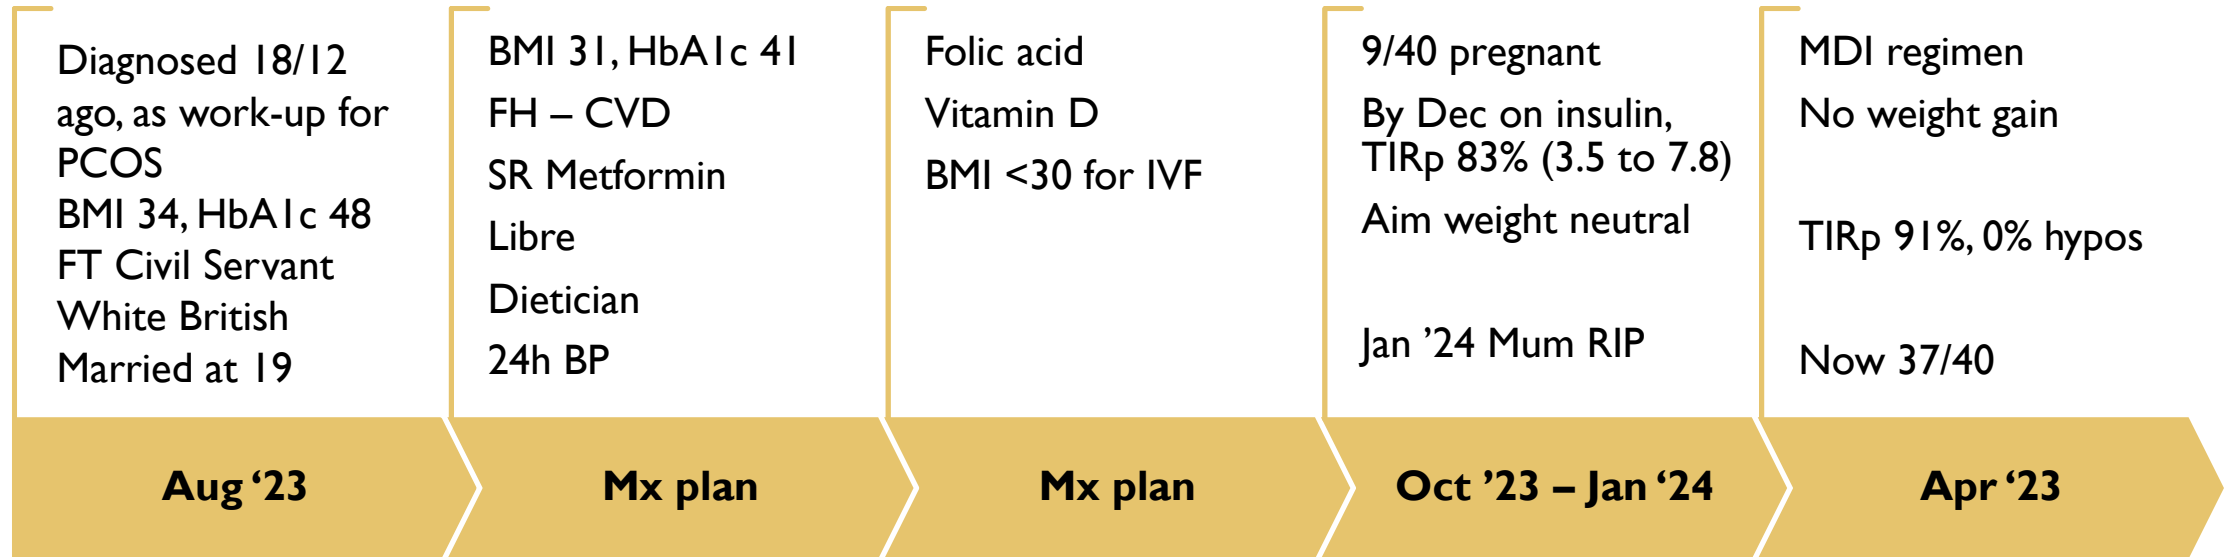 Diagnosed 18/12
ago, as work-up for
PCOS
BMI 34, HbA1c 48
FT Civil Servant
White British
Married at 19
Aug ‘23
BMI 31, HbA1c 41
FH – CVD
SR Metformin
Libre
Dietician
24h BP
Mx plan
Folic acid
Vitamin D
BMI <30 for IVF
Mx plan
9/40 pregnant
By Dec on insulin,
TIRp 83% (3.5 to 7.8)
Aim weight neutral
Jan ’24 Mum RIP
Oct ’23 – Jan ‘24
MDI regimen
No weight gain
TIRp 91%, 0% hypos
Now 37/40
Apr ‘23